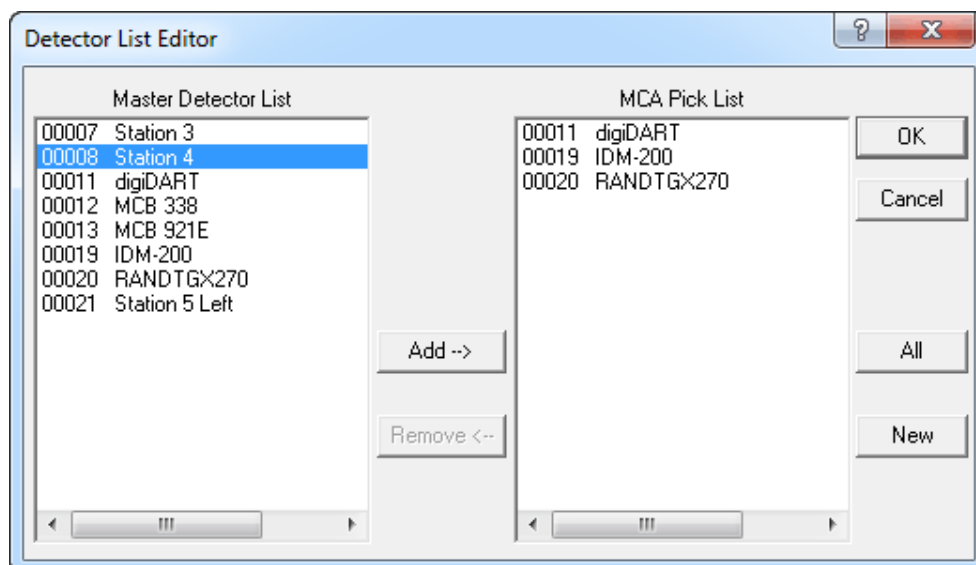 Detector List Editor
?
X
Master Detector List
00007 Station 3
00008 Station 4
00011 digiDART
00012 MCB 338
00013 MCB 921E
00019 IDM-200
00020 RANDTGX270
00021 Station 5 Left
Add -->
Remove <--
MCA Pick List
00011 digiDART
00019 IDM-200
00020 RANDTGX270
OK
Cancel
All
New